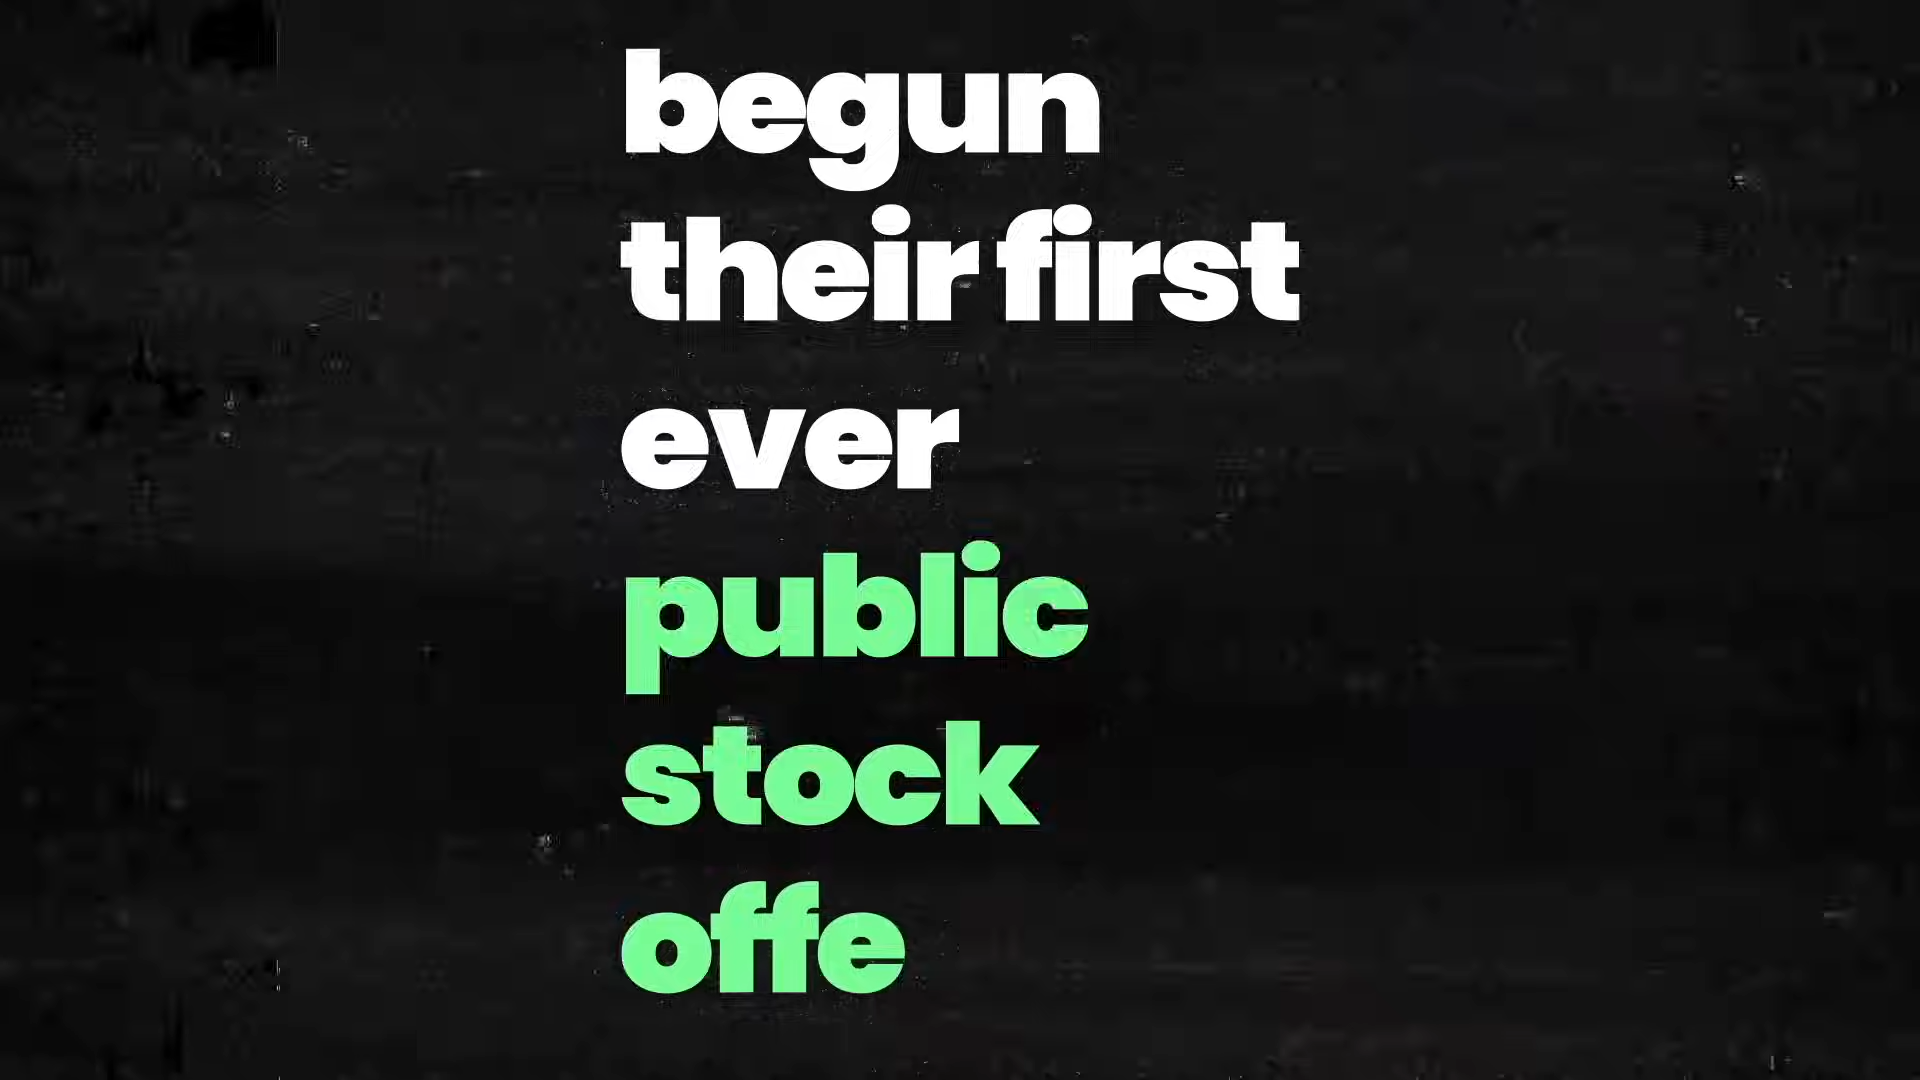 begun
their first
ever
public
stock
offe